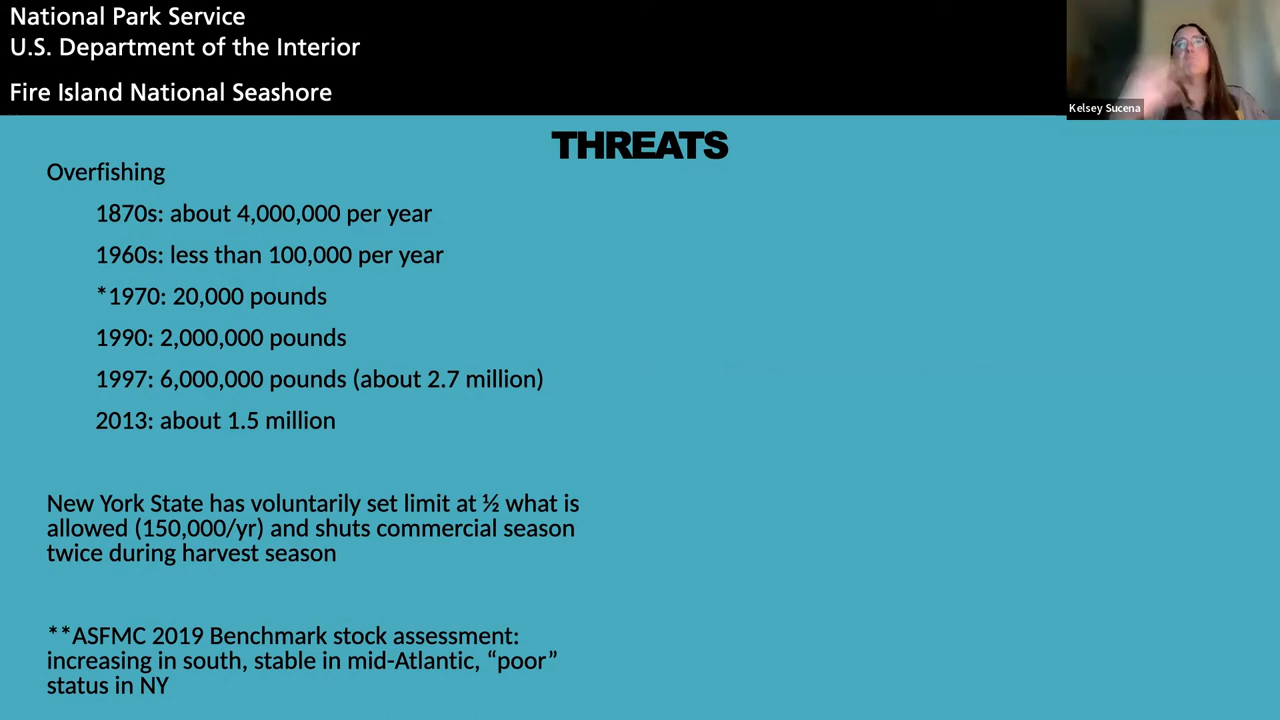 National Park Service
U.S. Department of the Interior
Fire Island National Seashore
Kelsey Sucena
THREATS
Overfishing
1870s: about 4,000,000 per year
1960s: less than 100,000 per year
*1970: 20,000 pounds
1990: 2,000,000 pounds
1997: 6,000,000 pounds (about 2.7 million)
2013: about 1.5 million
New York State has voluntarily set limit at ½ what is
allowed (150,000/yr) and shuts commercial season
twice during harvest season
**ASFMC 2019 Benchmark stock assessment:
increasing in south, stable in mid-Atlantic, “poor”
status in NY